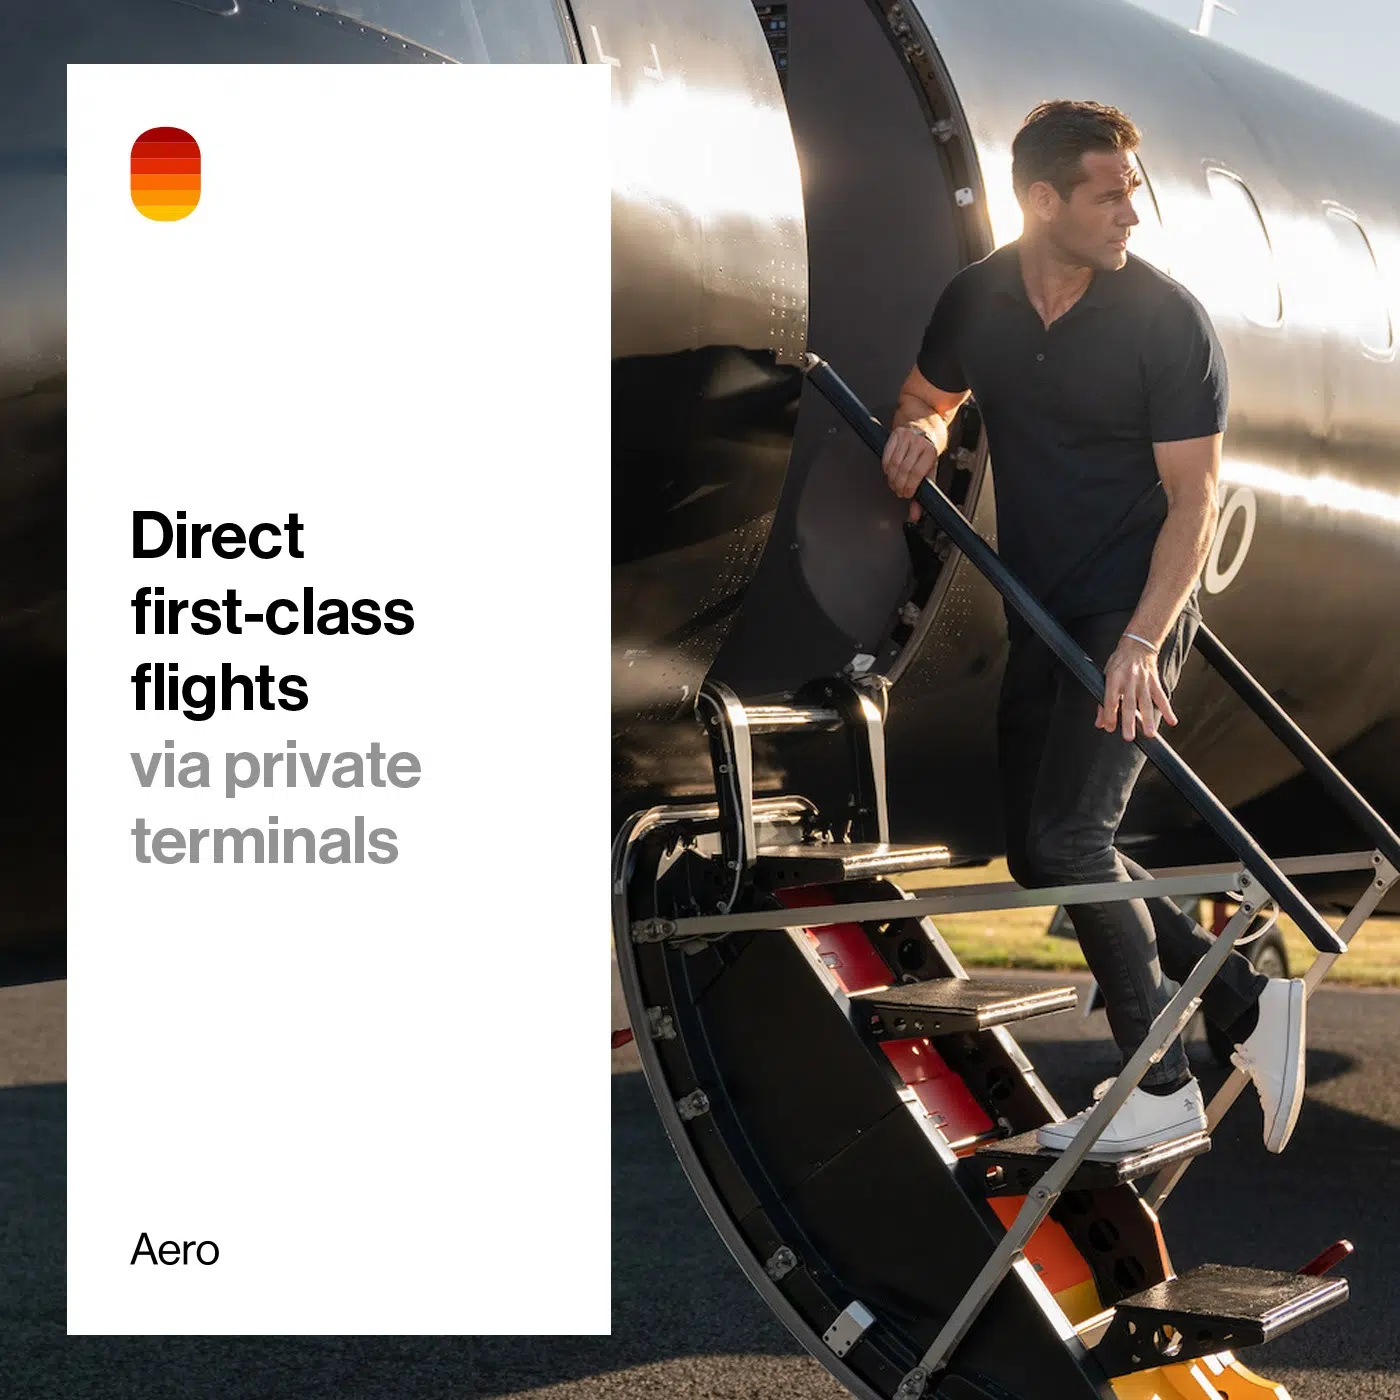 Direct
first-class
flights
via private
terminals
Aero